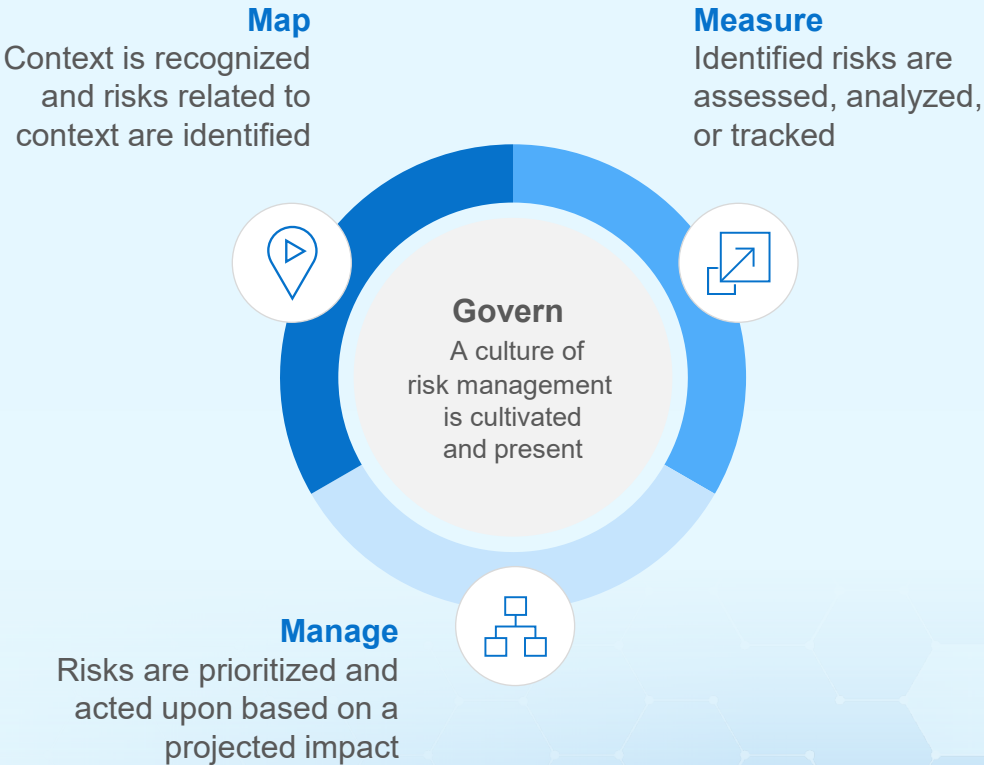 Map
Context is recognized
and risks related to
context are identified
Measure
Identified risks are
assessed, analyzed,
or tracked
Govern
A culture of
risk management
is cultivated
and present
Manage
Risks are prioritized and
acted upon based on a
projected impact